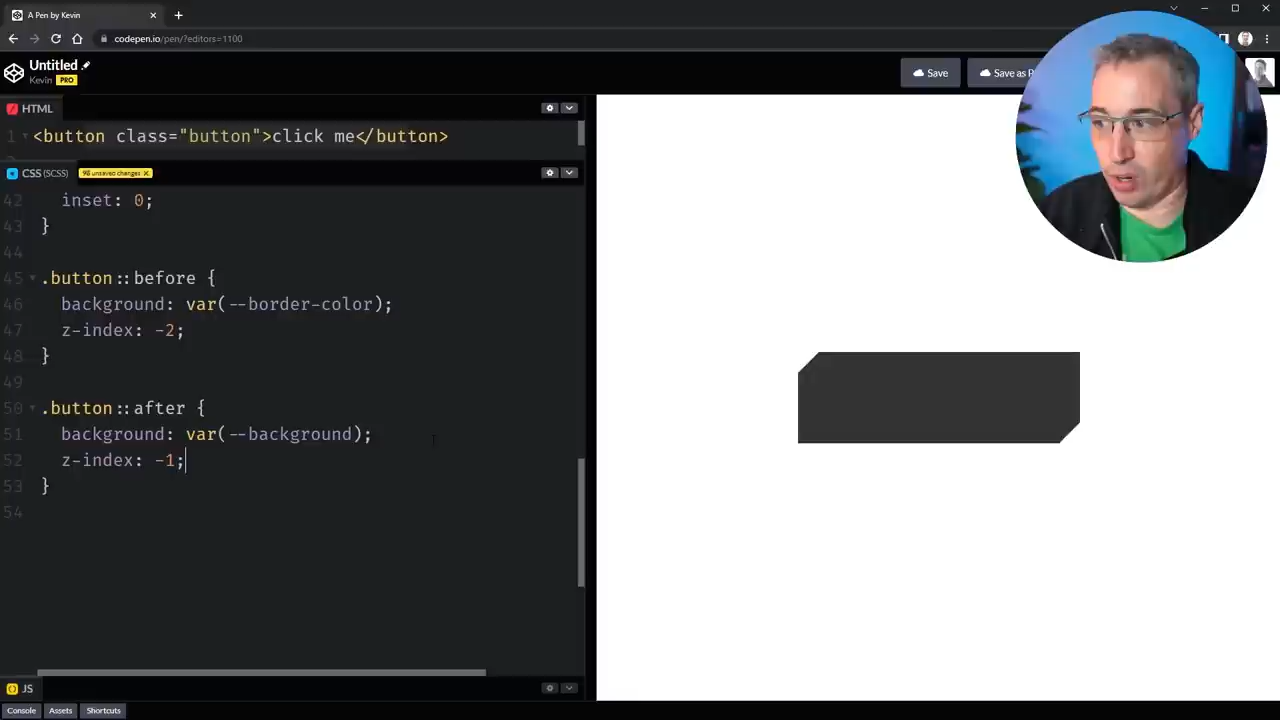 A Pen by Kevin
codepen.io/pen/?editors=1100
Untitled
Kevin PRO
Save
Save as P
HTML
1 <button class="button">click me</button>
CSS (SCSS)
98 unsaved changes X
42 inset: 0;
43 }
44
45 .button::before {
46 background: var(--border-color);
47 z-index: -2;
48 }
49
50 .button::after {
51 background: var(--background);
52 z-index: -1;
53 }
54
JS
Console Assets Shortcuts